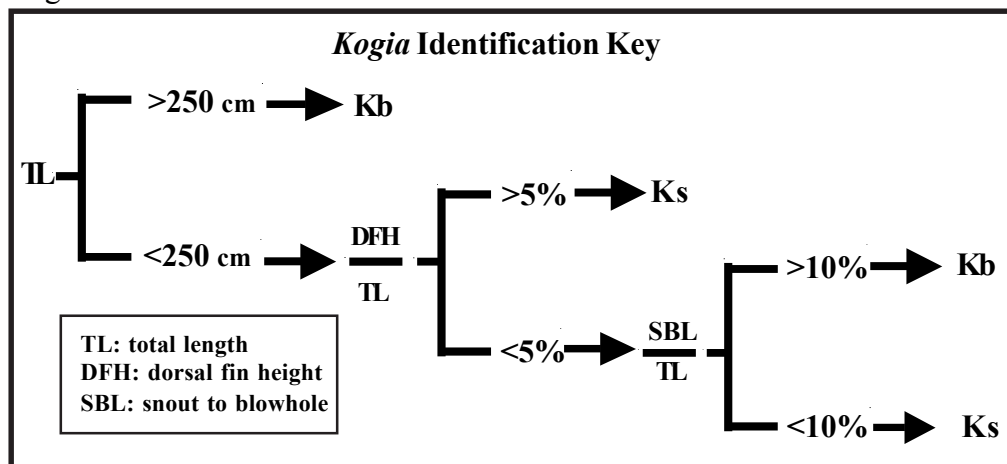 Kogia Identification Key
>250 cm
Kb
TL
>5%
Ks
DFH
<250 cm
TL
>10%
Kb
SBL
<5%
TL
TL: total length
DFH: dorsal fin height
SBL: snout to blowhole
<10%
Ks